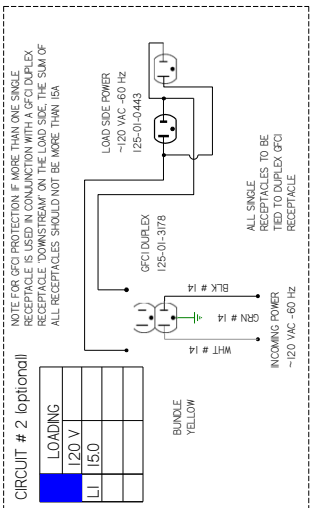 CIRCUIT # 2 (optional)
NOTE FOR GFCI PROTECTION IF MORE THAN ONE SINGLE
RECEPTACLE IS USED IN CONJUNCTION WITH A GFCI DUPLEX
RECEPTACLE "DOWNSTREAM" ON THE LOAD SIDE, THE SUM OF
ALL RECEPTACLES SHOULD NOT BE MORE THAN 15A
LOADING
120 V
L1 15.0
LOAD SIDE POWER
~120 VAC -60 Hz
125-01-0443
GFCI DUPLEX
125-01-3178
BUNDLE
YELLOW
WHT # 14
GRN # 14
BLK # 14
INCOMING POWER
~120 VAC -60 Hz
ALL SINGLE
RECEPTACLES TO BE
TIED TO DUPLEX GFCI
RECEPTACLE